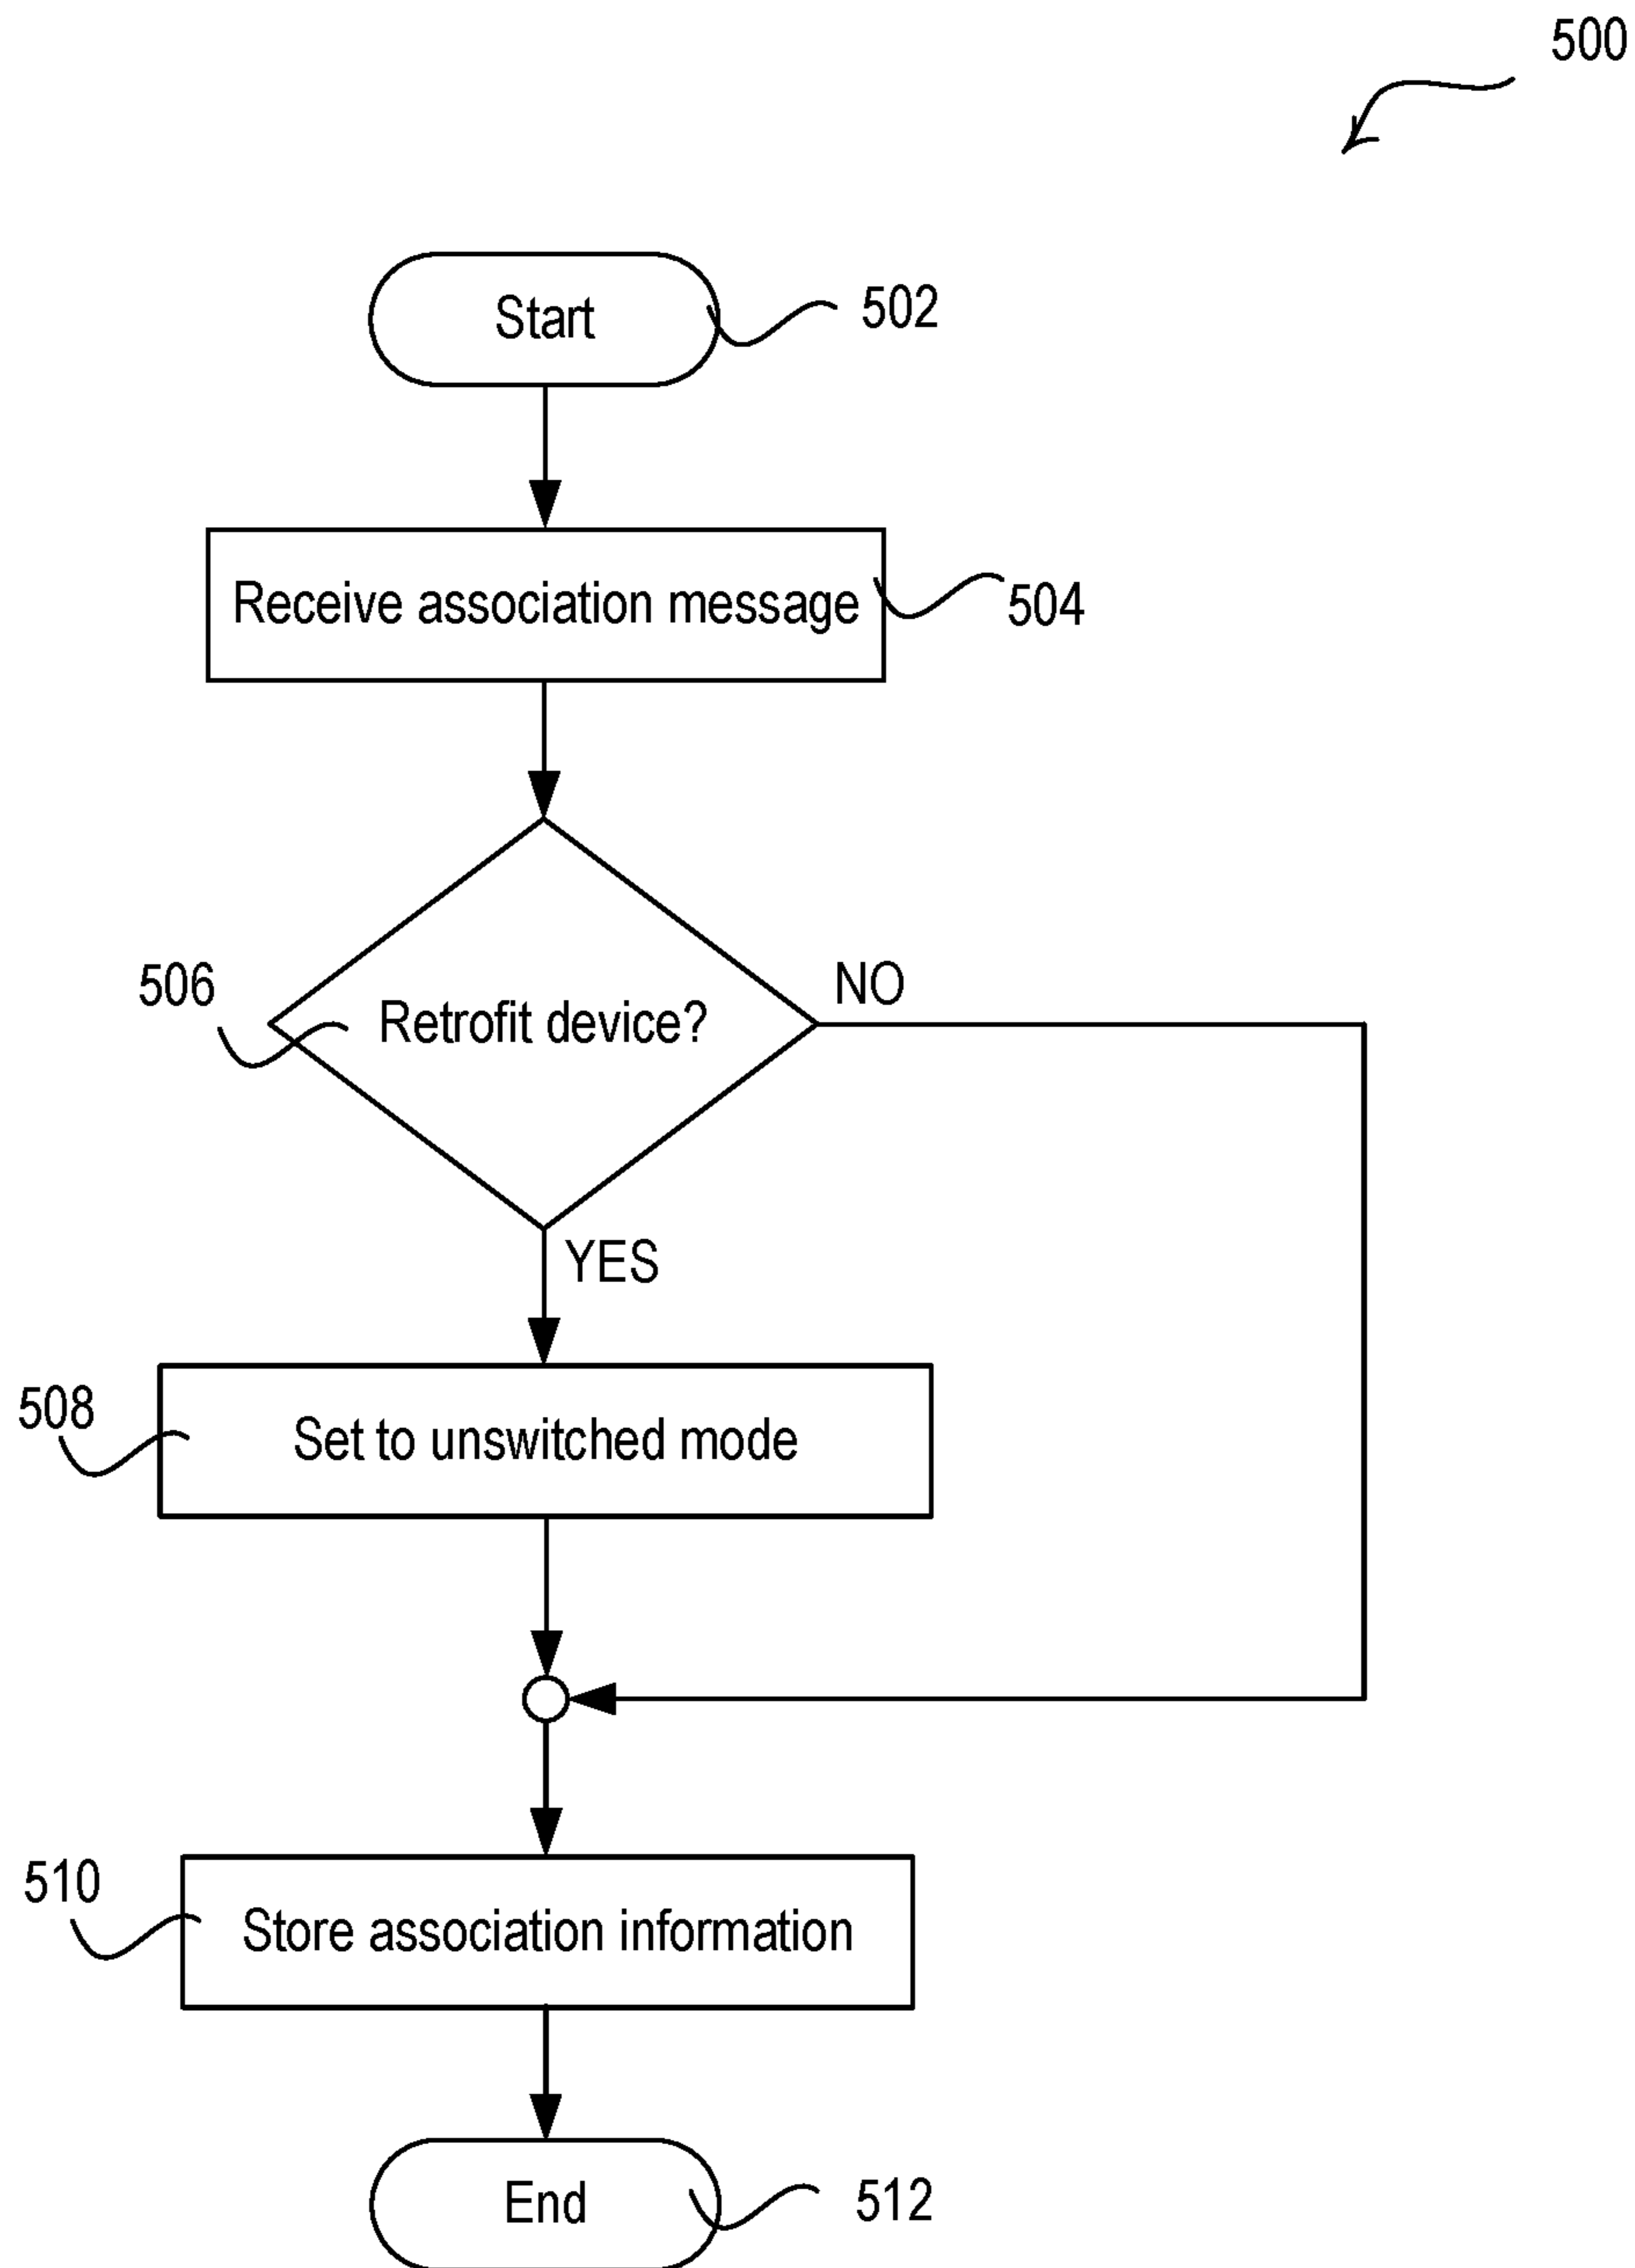 500
Start
502
Receive association message
504
506
Retrofit device?
NO
YES
508
Set to unswitched mode
510
Store association information
End
512